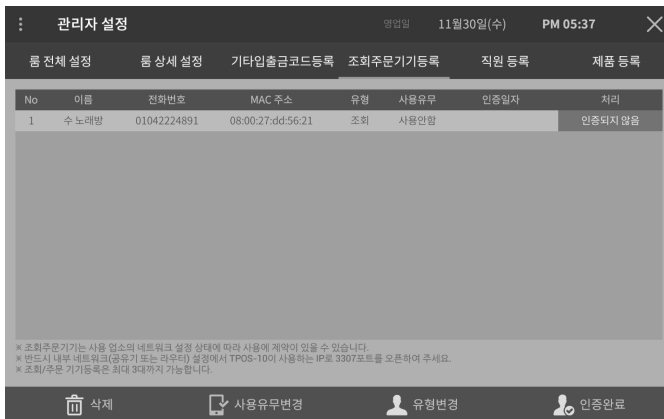 관리자 설정 영업일 11월30일(수) PM 05:37
룸 전체 설정 룸 상세 설정 기타입출금코드등록 조회주문기기등록 직원 등록 제품 등록
No 이름 전화번호 MAC 주소 유형 사용유무 인증일자 처리
1 수 노래방 01042224891 08:00:27:dd:56:21 조회 사용안함 인증되지 않음
※ 조회주문기기는 사용 업소의 네트워크 설정 상태에 따라 사용에 제약이 있을 수 있습니다.
※ 반드시 내부 네트워크(공유기 또는 라우터) 설정에서 TPOS-10이 사용하는 IP로 3307포트를 오픈하여 주세요.
※ 조회/주문 기기등록은 최대 3대까지 가능합니다.
삭제 사용유무변경 유형변경 인증완료